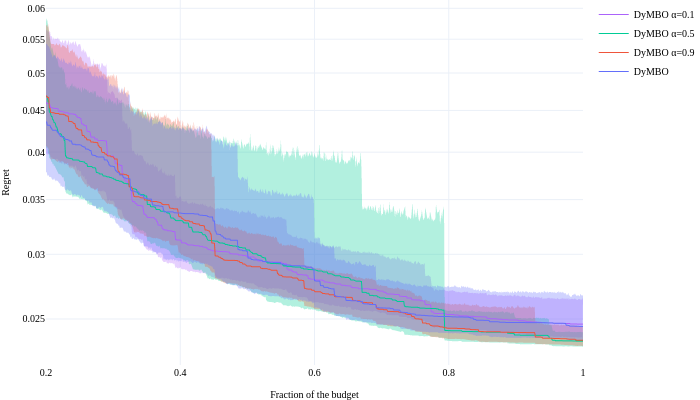 0.06
0.055
0.05
0.045
0.04
0.035
0.03
0.025
Regret
0.2 0.4 0.6 0.8 1
Fraction of the budget
DyMBO α=0.1
DyMBO α=0.5
DyMBO α=0.9
DyMBO